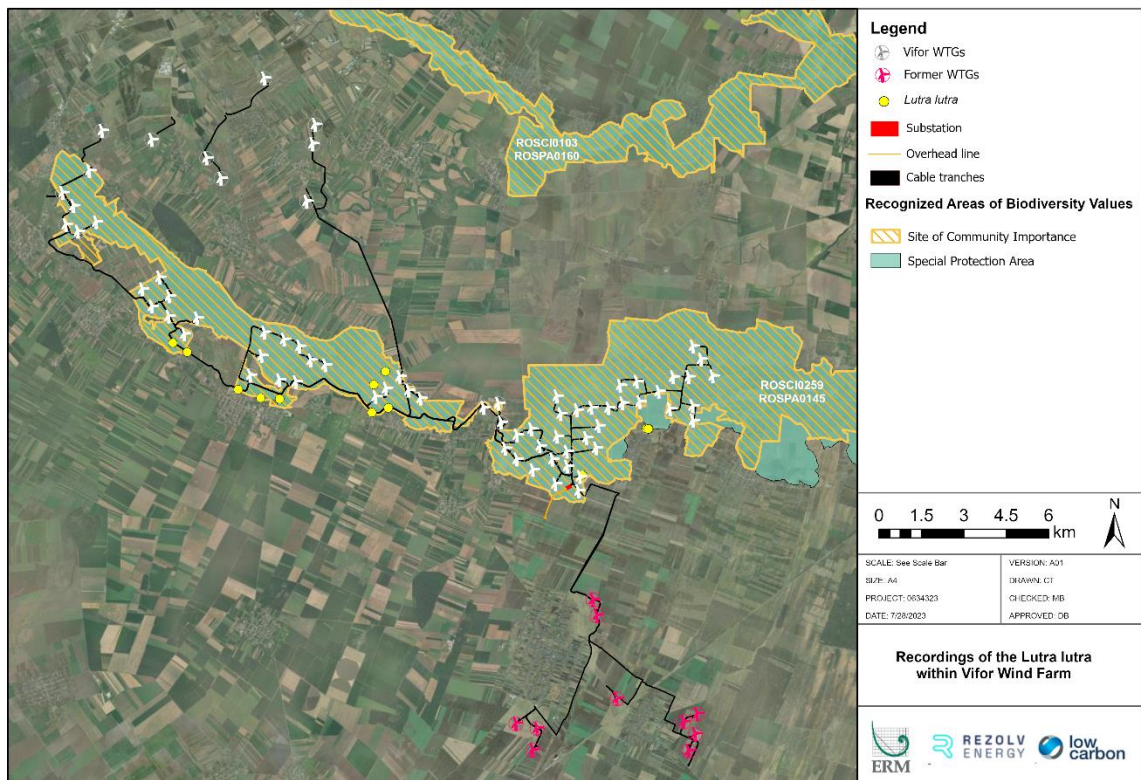 ROSCI0103
ROSPA0160
ROSCI0259
ROSPA0145
Legend
Vifor WTGs
Former WTGs
Lutra lutra
Substation
Overhead line
Cable tranches
Recognized Areas of Biodiversity Values
Site of Community Importance
Special Protection Area
0 1.5 3 4.5 6
km
N
SCALE: See Scale Bar
VERSION: A01
SIZE: A4
DRAWN: CT
PROJECT: 0634323
CHECKED: MB
DATE: 7/28/2023
APPROVED: DB
Recordings of the Lutra lutra
within Vifor Wind Farm
ERM
REZOLV
ENERGY
low
carbon